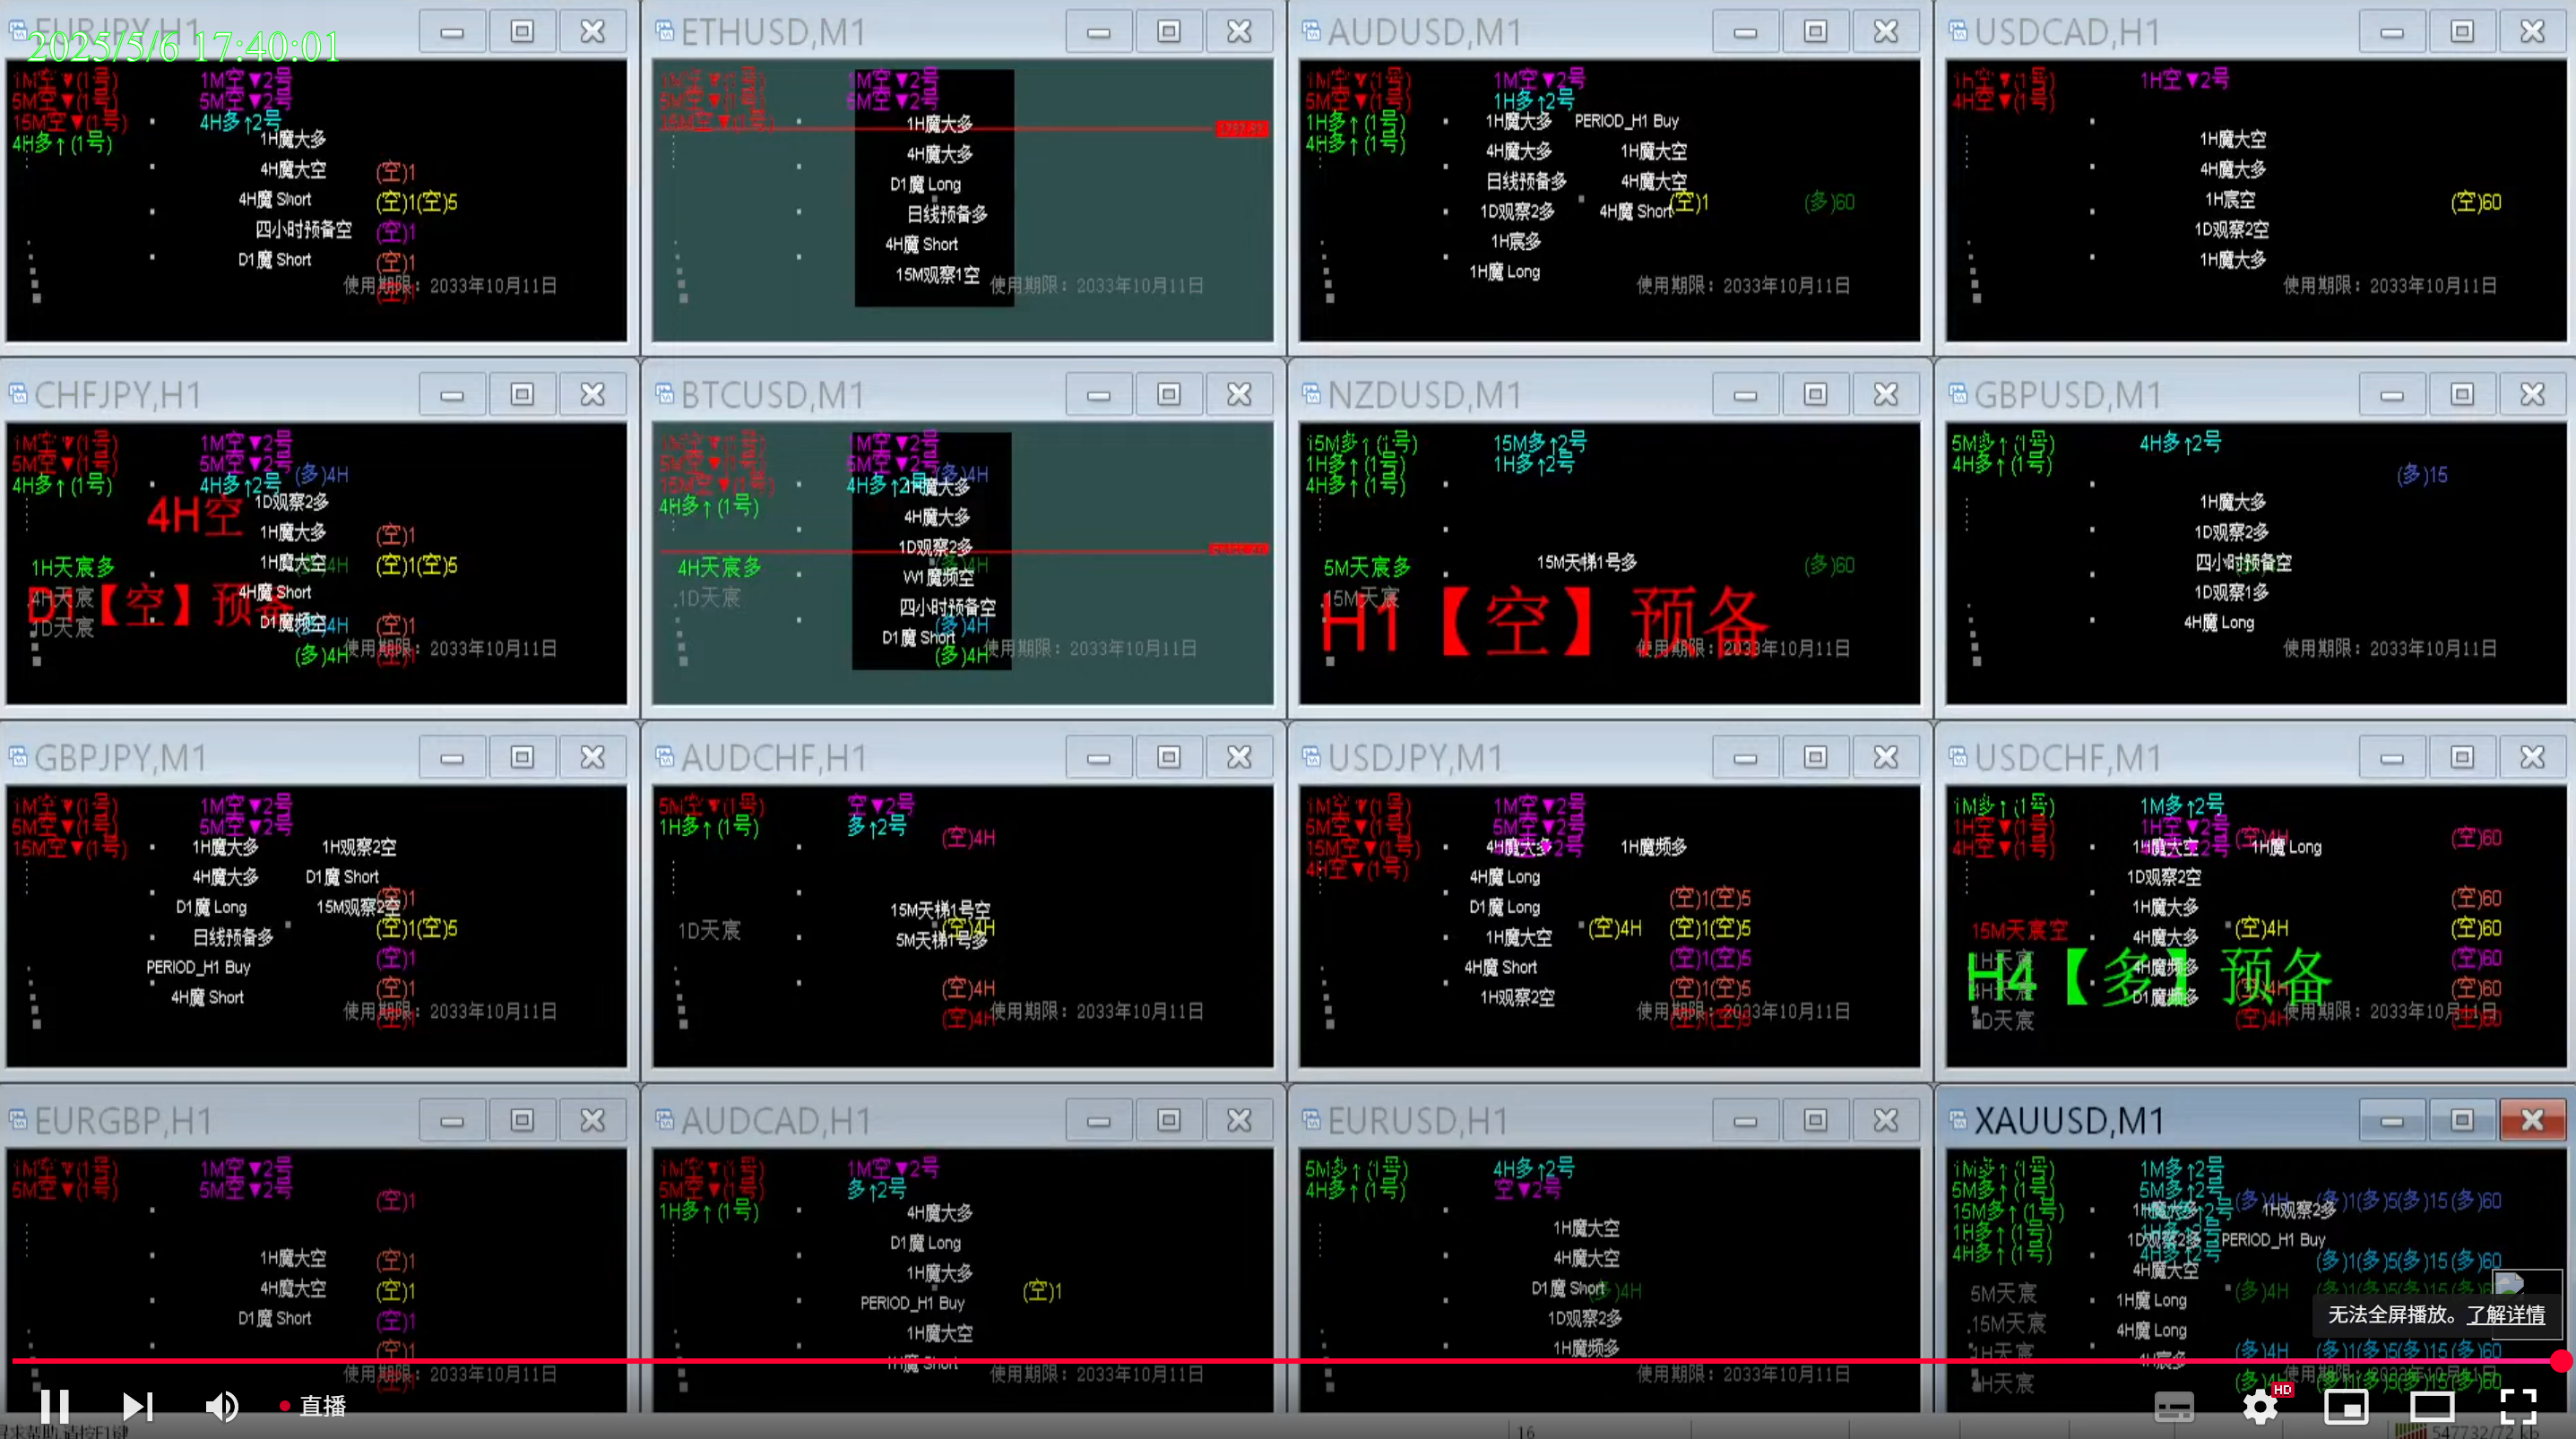 EURJPY,H1
2025/5/6 17:40:01
1M空▼(1号)
5M空▼(1号)
15M空▼(1号)
4H多↑(1号)
1M空▼2号
5M空▼2号
4H多↑2号
1H魔大多
4H魔大空
4H魔 Short
四小时预备空
D1魔 Short
(空)1
(空)1(空)5
(空)1
(空)1
使用期限：2033年10月11日
ETHUSD,M1
1M空▼(1号)
5M空▼(1号)
15M空▼(1号)
1M空▼2号
5M空▼2号
1H魔大多
4H魔大多
D1魔 Long
日线预备多
4H魔 Short
15M观察1空
使用期限：2033年10月11日
AUDUSD,M1
1M空▼(1号)
5M空▼(1号)
1H多↑(1号)
4H多↑(1号)
1M空▼2号
1H多↑2号
1H魔大多 PERIOD_H1 Buy
4H魔大多 1H魔大空
日线预备多 4H魔大空
1D观察2多 4H魔 Short
(空)1
(多)60
1H宸多
1H魔 Long
使用期限：2033年10月11日
USDCAD,H1
1H空▼(1号)
4H空▼(1号)
1H空▼2号
1H魔大空
4H魔大多
1H宸空
(空)60
1D观察2空
1H魔大多
使用期限：2033年10月11日
CHFJPY,H1
1M空▼(1号)
5M空▼(1号)
4H多↑(1号)
1M空▼2号
5M空▼2号
4H多↑2号
(多)4H
4H空
1D观察2多
1H魔大多
(空)1
1H魔大空
(多)4H
(空)1(空)5
1H天宸多
4H天宸
1D天宸
D1【空】预备
4H魔 Short
D1魔频空
(多)4H
(空)1
(多)4H
使用期限：2033年10月11日
BTCUSD,M1
1M空▼(1号)
5M空▼(1号)
15M空▼(1号)
4H多↑(1号)
1M空▼2号
5M空▼2号
4H多↑2号
(多)4H
1H魔大多
4H魔大多
1D观察2多
W1魔频空
(多)4H
4H天宸多
.1D天宸
四小时预备空
(多)4H
D1魔 Short
(多)4H
使用期限：2033年10月11日
NZDUSD,M1
15M多↑(1号)
1H多↑(1号)
4H多↑(1号)
15M多↑2号
1H多↑2号
15M天梯1号多
(多)60
5M天宸多
.15M天宸
H1【空】预备
使用期限：2033年10月11日
GBPUSD,M1
5M多↑(1号)
4H多↑(1号)
4H多↑2号
(多)15
1H魔大多
1D观察2多
四小时预备空
1D观察1多
4H魔 Long
使用期限：2033年10月11日
GBPJPY,M1
1M空▼(1号)
5M空▼(1号)
15M空▼(1号)
1M空▼2号
5M空▼2号
1H魔大多 1H观察2空
4H魔大多 D1魔 Short
D1魔 Long 15M观察2空
(空)1
日线预备多
(空)1(空)5
PERIOD_H1 Buy
(空)1
4H魔 Short
(空)1
(空)1
使用期限：2033年10月11日
AUDCHF,H1
5M空▼(1号)
1H多↑(1号)
空▼2号
多↑2号
(空)4H
15M天梯1号空
(空)4H
5M天梯1号多
1D天宸
(空)4H
(空)4H
使用期限：2033年10月11日
USDJPY,M1
1M空▼(1号)
5M空▼(1号)
15M空▼(1号)
4H空▼(1号)
1M空▼2号
5M空▼2号
4H魔大多 1H魔频多
4H魔 Long
D1魔 Long
1H魔大空
4H魔 Short
1H观察2空
(空)4H
(空)1(空)5
(空)1(空)5
(空)1(空)5
(空)1(空)5
使用期限：2033年10月11日
USDCHF,M1
1M多↑(1号)
1H空▼(1号)
4H空▼(1号)
1M多↑2号
1H空▼2号
(空)4H
(空)60
1H魔大空 1H魔 Long
1D观察2空
1H魔大多
(空)60
4H魔大多
(空)4H
(空)60
15M天宸空
1H天宸
4H天宸
1D天宸
H4【多】预备
4H魔频多
(空)60
D1魔频多
(空)4H
(空)60
(空)4H
(空)60
使用期限：2033年10月11日
EURGBP,H1
1M空▼(1号)
5M空▼(1号)
1M空▼2号
5M空▼2号
(空)1
1H魔大空
(空)1
4H魔大空
(空)1
D1魔 Short
(空)1
(空)1
使用期限：2033年10月11日
AUDCAD,H1
1M空▼(1号)
5M空▼(1号)
1H多↑(1号)
1M空▼2号
多↑2号
4H魔大多
D1魔 Long
1H魔大多
PERIOD_H1 Buy
(空)1
1H魔大空
1H魔 Short
使用期限：2033年10月11日
EURUSD,H1
5M多↑(1号)
4H多↑(1号)
4H多↑2号
空▼2号
1H魔大空
4H魔大空
D1魔 Short
(多)4H
1D观察2多
1H魔频多
使用期限：2033年10月11日
XAUUSD,M1
1M多↑(1号)
5M多↑(1号)
15M多↑(1号)
1H多↑(1号)
4H多↑(1号)
1M多↑2号
5M多↑2号
(多)4H (多)1(多)5(多)15(多)60
1H观察2多
1D观察2多 PERIOD_H1 Buy
4H魔大空
(多)1(多)5(多)15(多)60
5M天宸
1H魔 Long
(多)4H
.15M天宸
4H魔 Long
1H天宸
(多)4H (多)1(多)5(多)15(多)60
4H天宸
无法全屏播放。了解详情
直播
HD
16
547732/72 kb